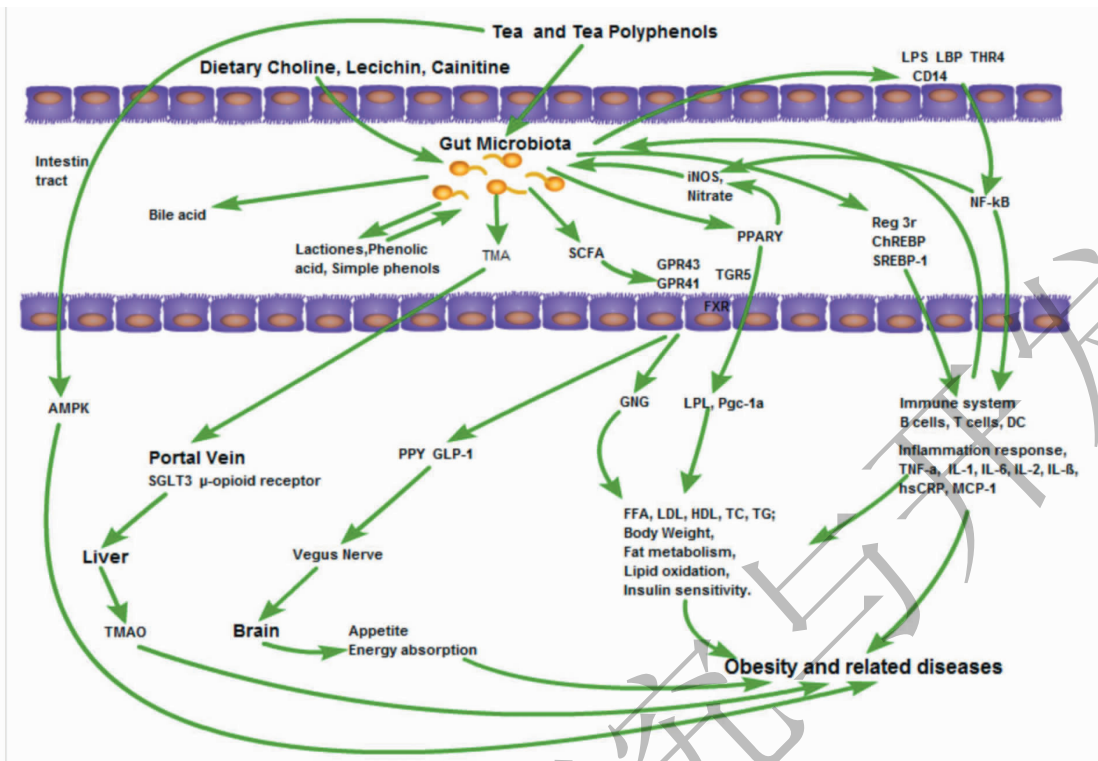 Tea and Tea Polyphenols
Dietary Choline, Lecichin, Cainitine
LPS LBP THR4
CD14
Gut Microbiota
Intestin
tract
iNOS,
Nitrate
NF-kB
Bile acid
Reg 3r
ChREBP
SREBP-1
PPARY
Lactiones,Phenolic
acid, Simple phenols
TMA
SCFA
GPR43
GPR41
TGR5
FXR
AMPK
GNG
LPL, Pgc-1a
Immune system
B cells, T cells, DC
Portal Vein
SGLT3 µ-opioid receptor
PPY GLP-1
Inflammation response,
TNF-a, IL-1, IL-6, IL-2, IL-ß,
hsCRP, MCP-1
FFA, LDL, HDL, TC, TG;
Body Weight,
Fat metabolism,
Lipid oxidation,
Insulin sensitivity.
Liver
Vegus Nerve
TMAO
Brain
Appetite
Energy absorption
Obesity and related diseases
究与开发